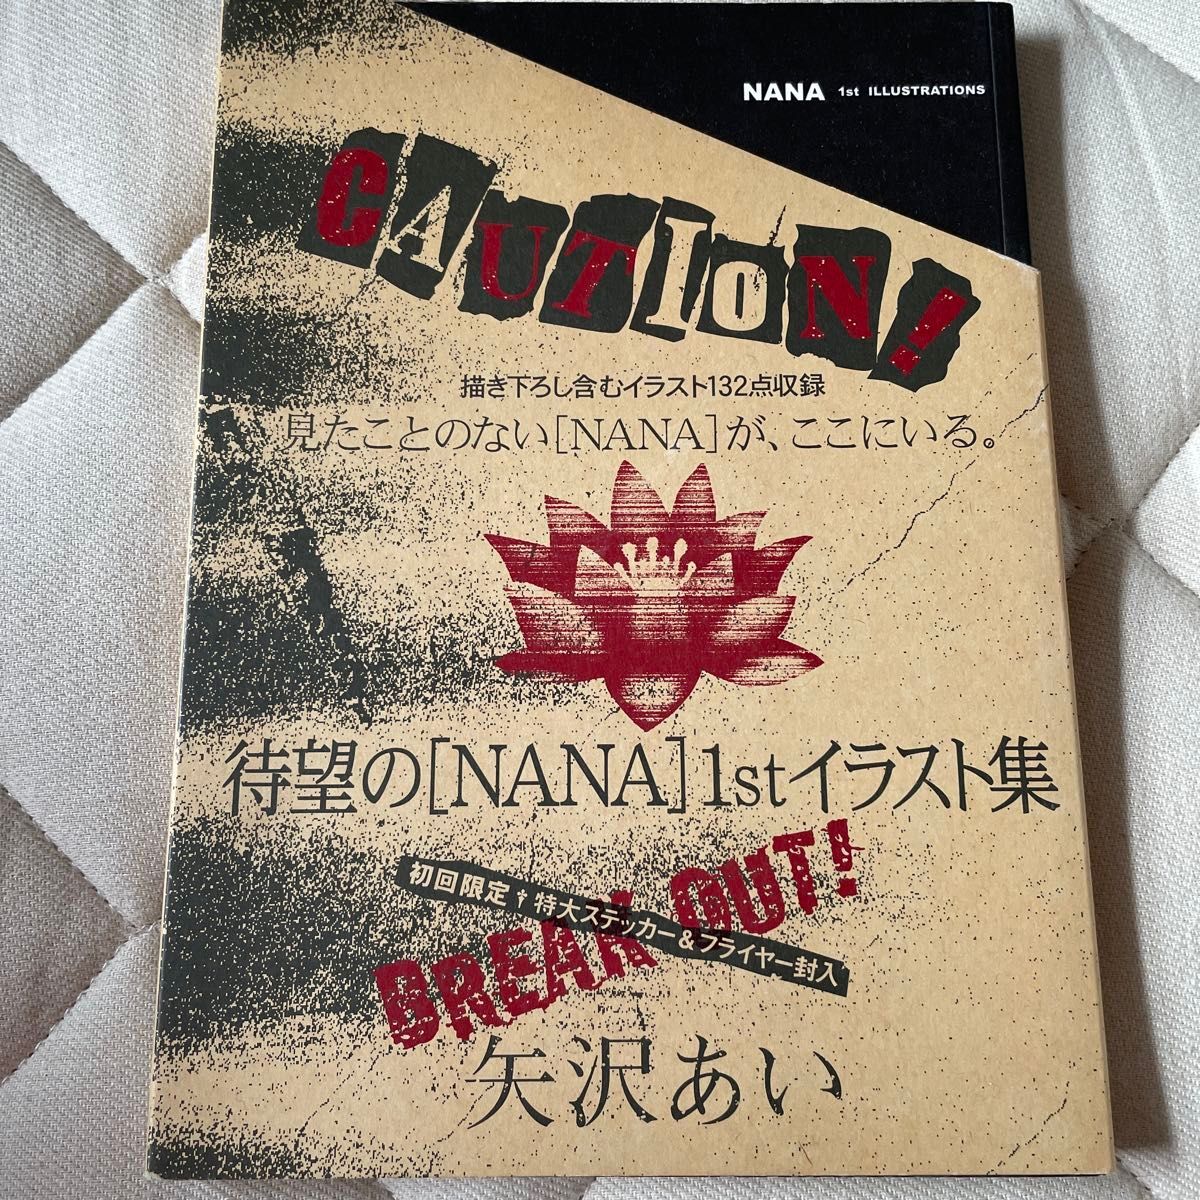 NANA 1st ILLUSTRATIONS
CAUTION!
描き下ろし含むイラスト132点収録
見たことのない[NANA]が、ここにいる。
待望の[NANA]1stイラスト集
BREAK OUT!
初回限定†特大ステッカー&フライヤー封入
矢沢あい